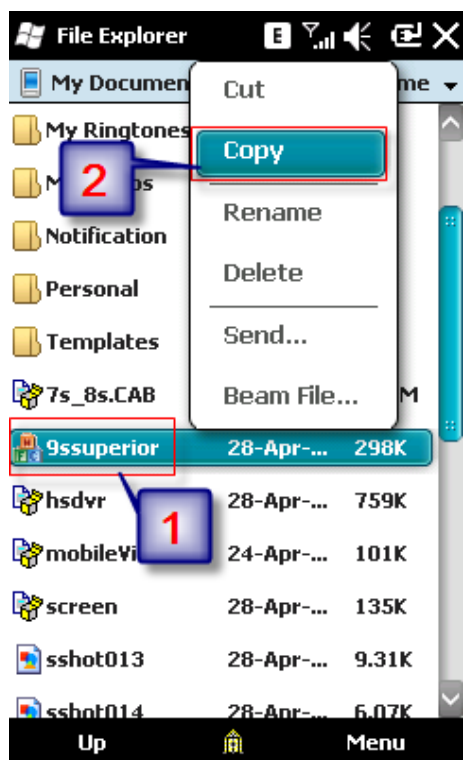 File Explorer E
My Documen me
Cut
My Ringtones
Copy
2
Rename
Notification
Delete
Personal
Send...
Templates
Beam File...
7s_8s.CAB M
9ssuperior 28-Apr-... 298K
hsdvr 28-Apr-... 759K
1
mobileVi 24-Apr-... 101K
screen 28-Apr-... 135K
sshot013 28-Apr-... 9.31K
sshot014 28-Apr-... 6.07K
Up Menu